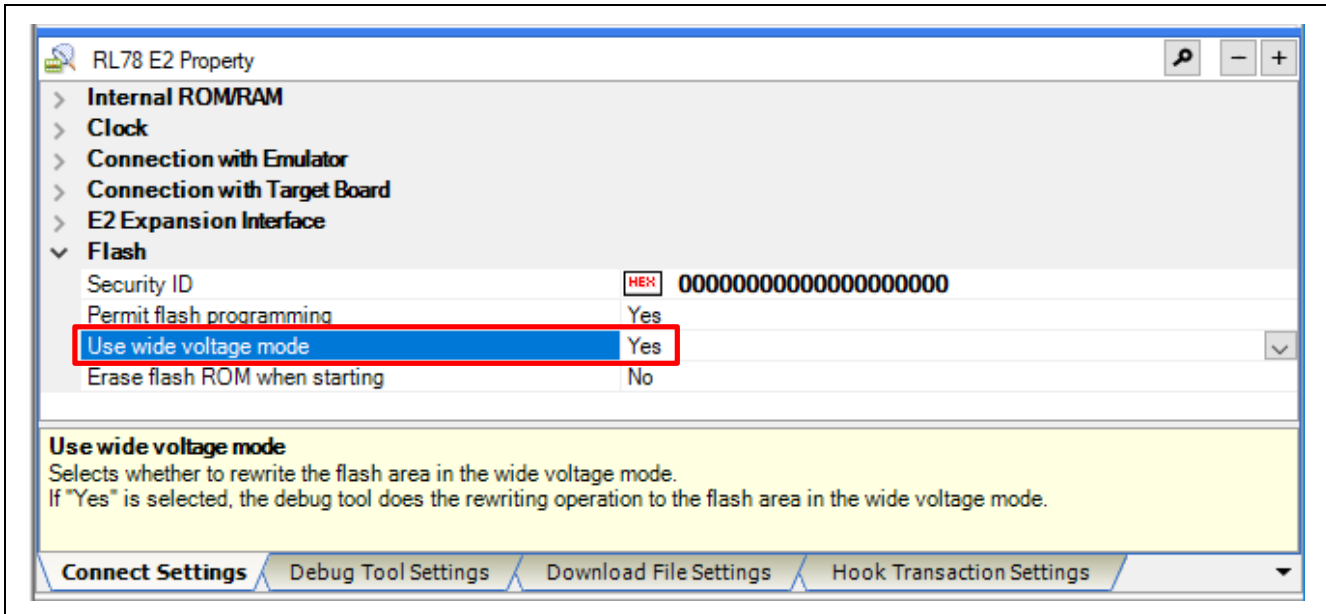 RL78 E2 Property
Internal ROM/RAM
Clock
Connection with Emulator
Connection with Target Board
E2 Expansion Interface
Flash
Security ID HEX 00000000000000000000
Permit flash programming Yes
Use wide voltage mode Yes
Erase flash ROM when starting No
Use wide voltage mode
Selects whether to rewrite the flash area in the wide voltage mode.
If "Yes" is selected, the debug tool does the rewriting operation to the flash area in the wide voltage mode.
Connect Settings Debug Tool Settings Download File Settings Hook Transaction Settings